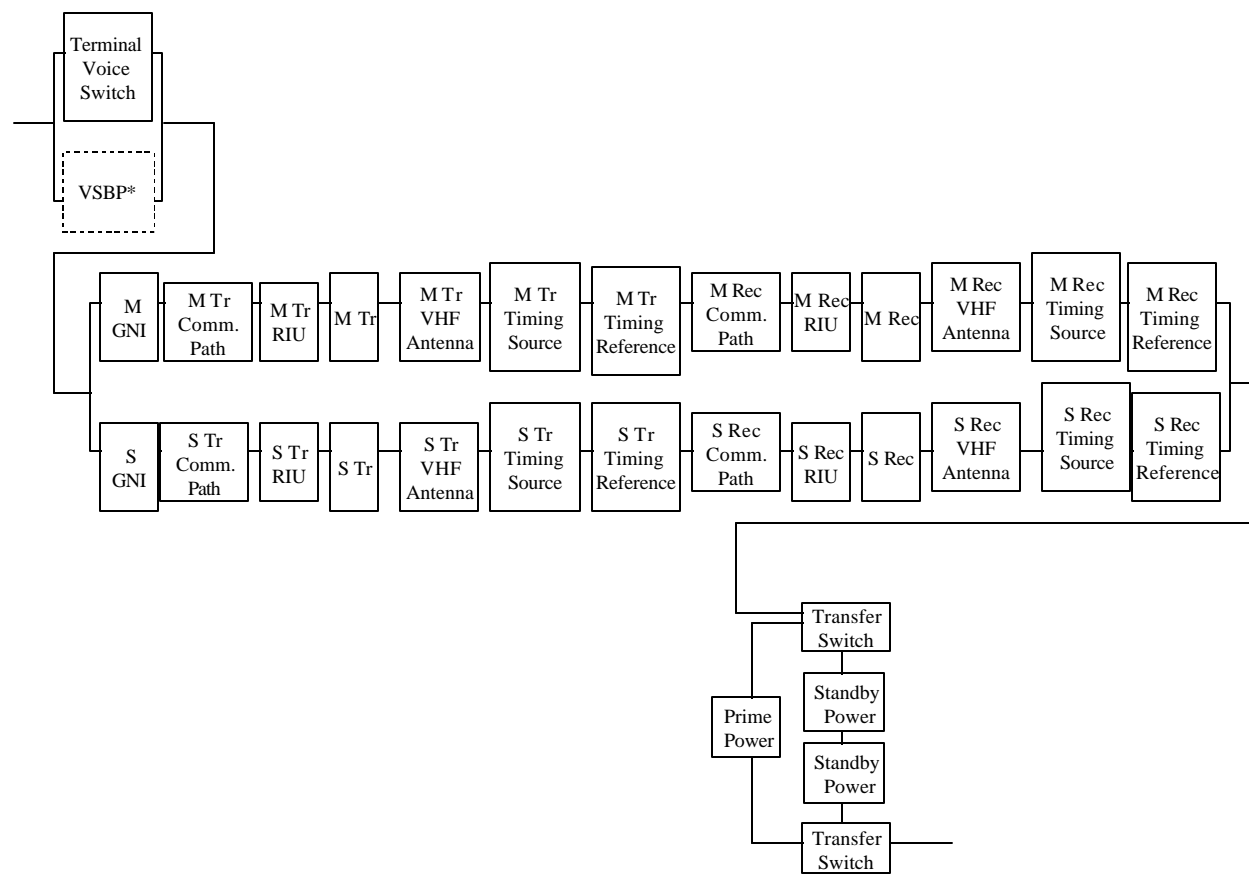 Terminal
Voice
Switch
VSBP*
M
GNI
M Tr
Comm.
Path
M Tr
RIU
M Tr
M Tr
VHF
Antenna
M Tr
Timing
Source
M Tr
Timing
Reference
M Rec
Comm.
Path
M Rec
RIU
M Rec
M Rec
VHF
Antenna
M Rec
Timing
Source
M Rec
Timing
Reference
S
GNI
S Tr
Comm.
Path
S Tr
RIU
S Tr
S Tr
VHF
Antenna
S Tr
Timing
Source
S Tr
Timing
Reference
S Rec
Comm.
Path
S Rec
RIU
S Rec
S Rec
VHF
Antenna
S Rec
Timing
Source
S Rec
Timing
Reference
Transfer
Switch
Standby
Power
Prime
Power
Standby
Power
Transfer
Switch